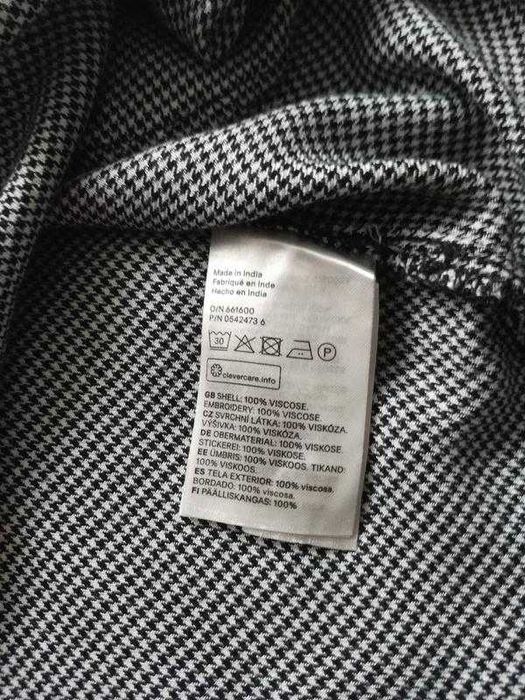 Made in India
Fabriqué en Inde
Hecho en India
O/N 661600
P/N 0542473 6
30
P
clevercare.info
GB SHELL: 100% VISCOSE.
EMBROIDERY: 100% VISCOSE.
CZ SVRCHNÍ LÁTKA: 100% VISKÓZA.
VÝŠIVKA: 100% VISKÓZA.
DE OBERMATERIAL: 100% VISKOSE.
STICKEREI: 100% VISKOSE.
EE ÜMBRIS: 100% VISKOOS. TIKAND:
100% VISKOOS.
ES TELA EXTERIOR: 100% viscosa.
BORDADO: 100% viscosa.
FI PÄÄLLISKANGAS: 100%